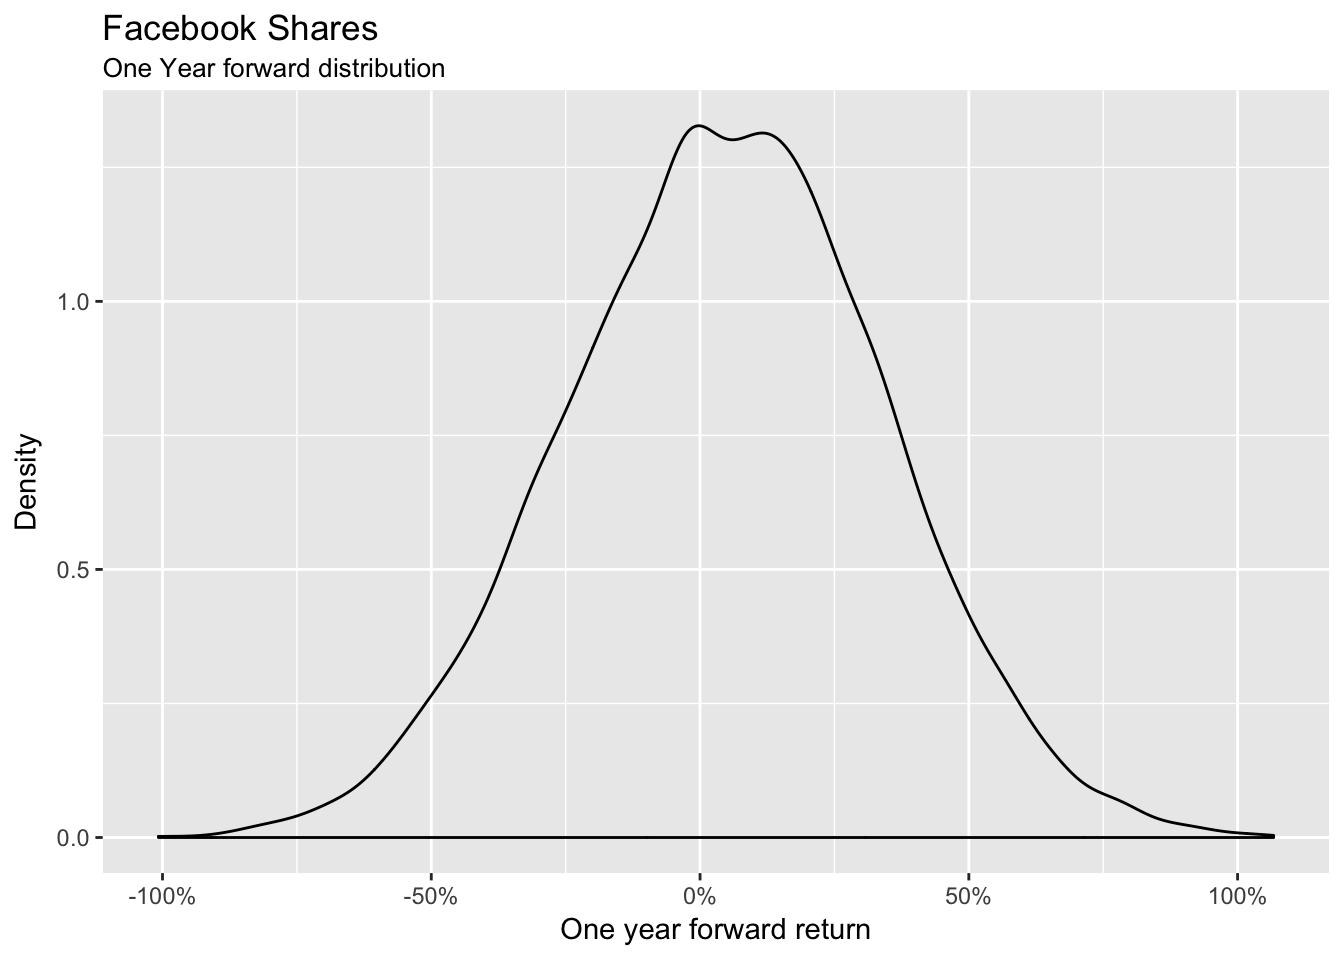 Facebook Shares
One Year forward distribution
Density
1.0
0.5
0.0
-100%
-50%
0%
50%
100%
One year forward return